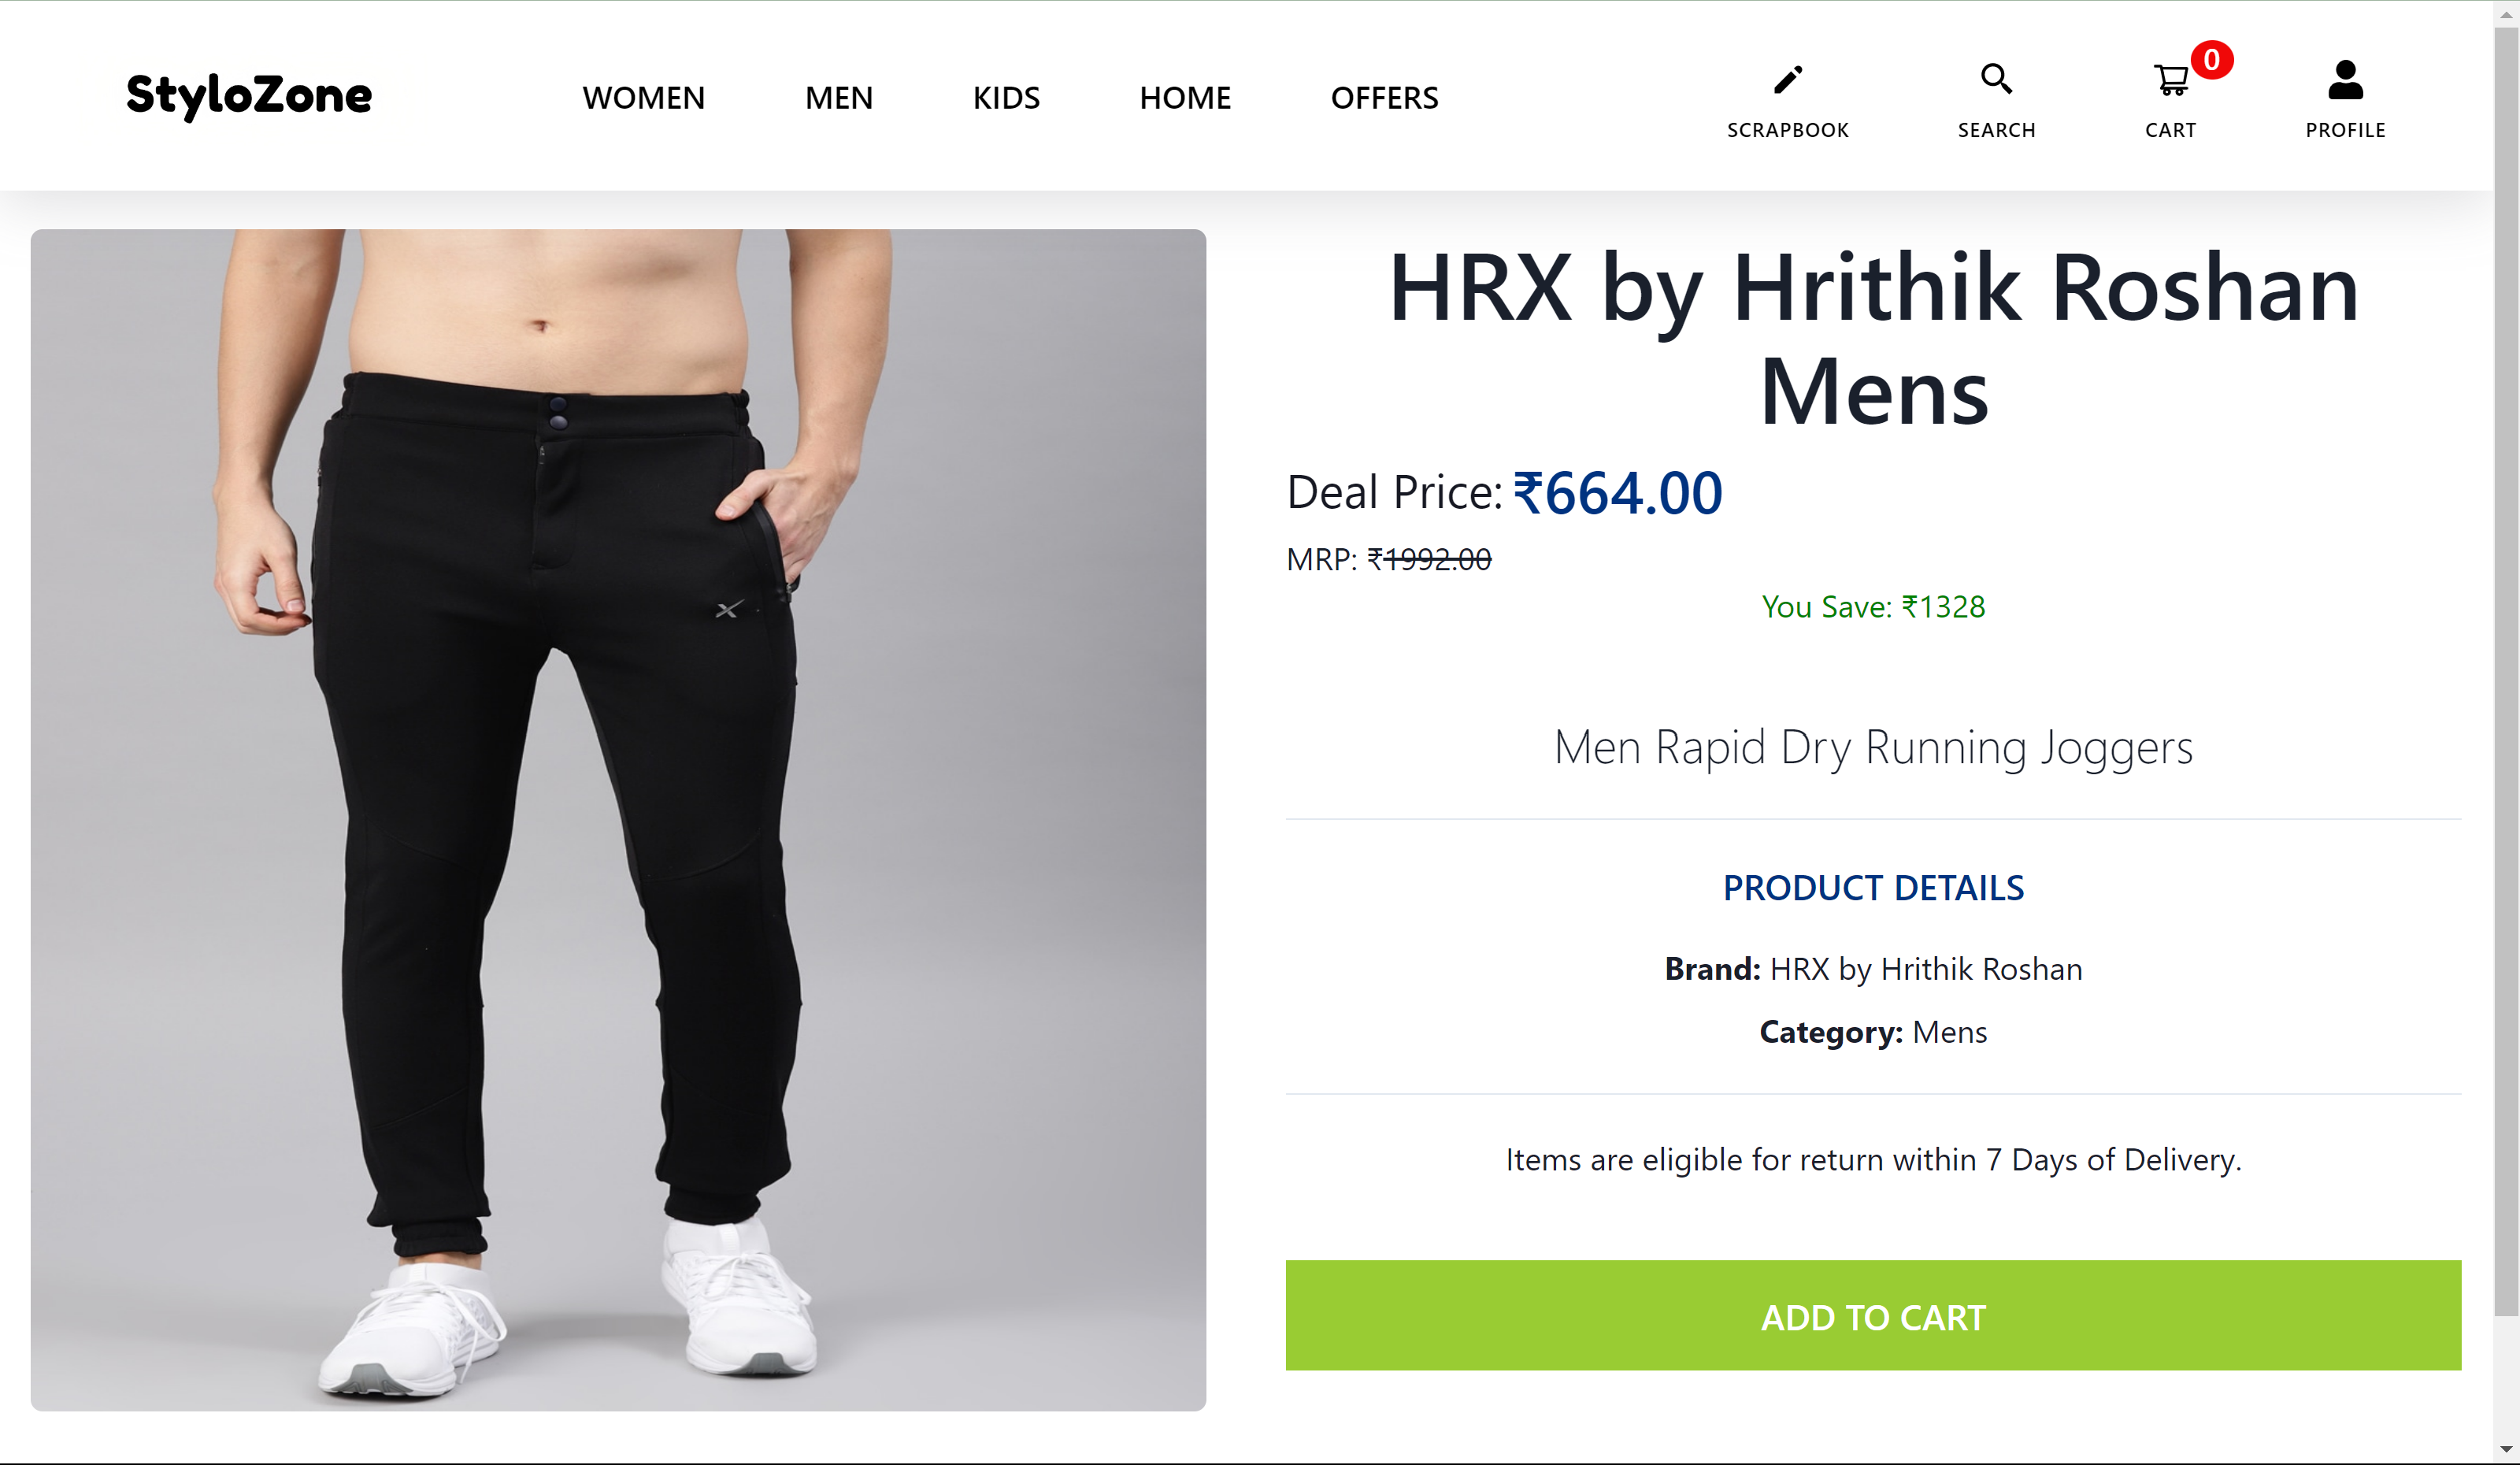 StyloZone
WOMEN
MEN
KIDS
HOME
OFFERS
SCRAPBOOK
SEARCH
0
CART
PROFILE
HRX by Hrithik Roshan
Mens
Deal Price: ₹664.00
MRP: ₹1992.00
You Save: ₹1328
Men Rapid Dry Running Joggers
PRODUCT DETAILS
Brand: HRX by Hrithik Roshan
Category: Mens
Items are eligible for return within 7 Days of Delivery.
ADD TO CART